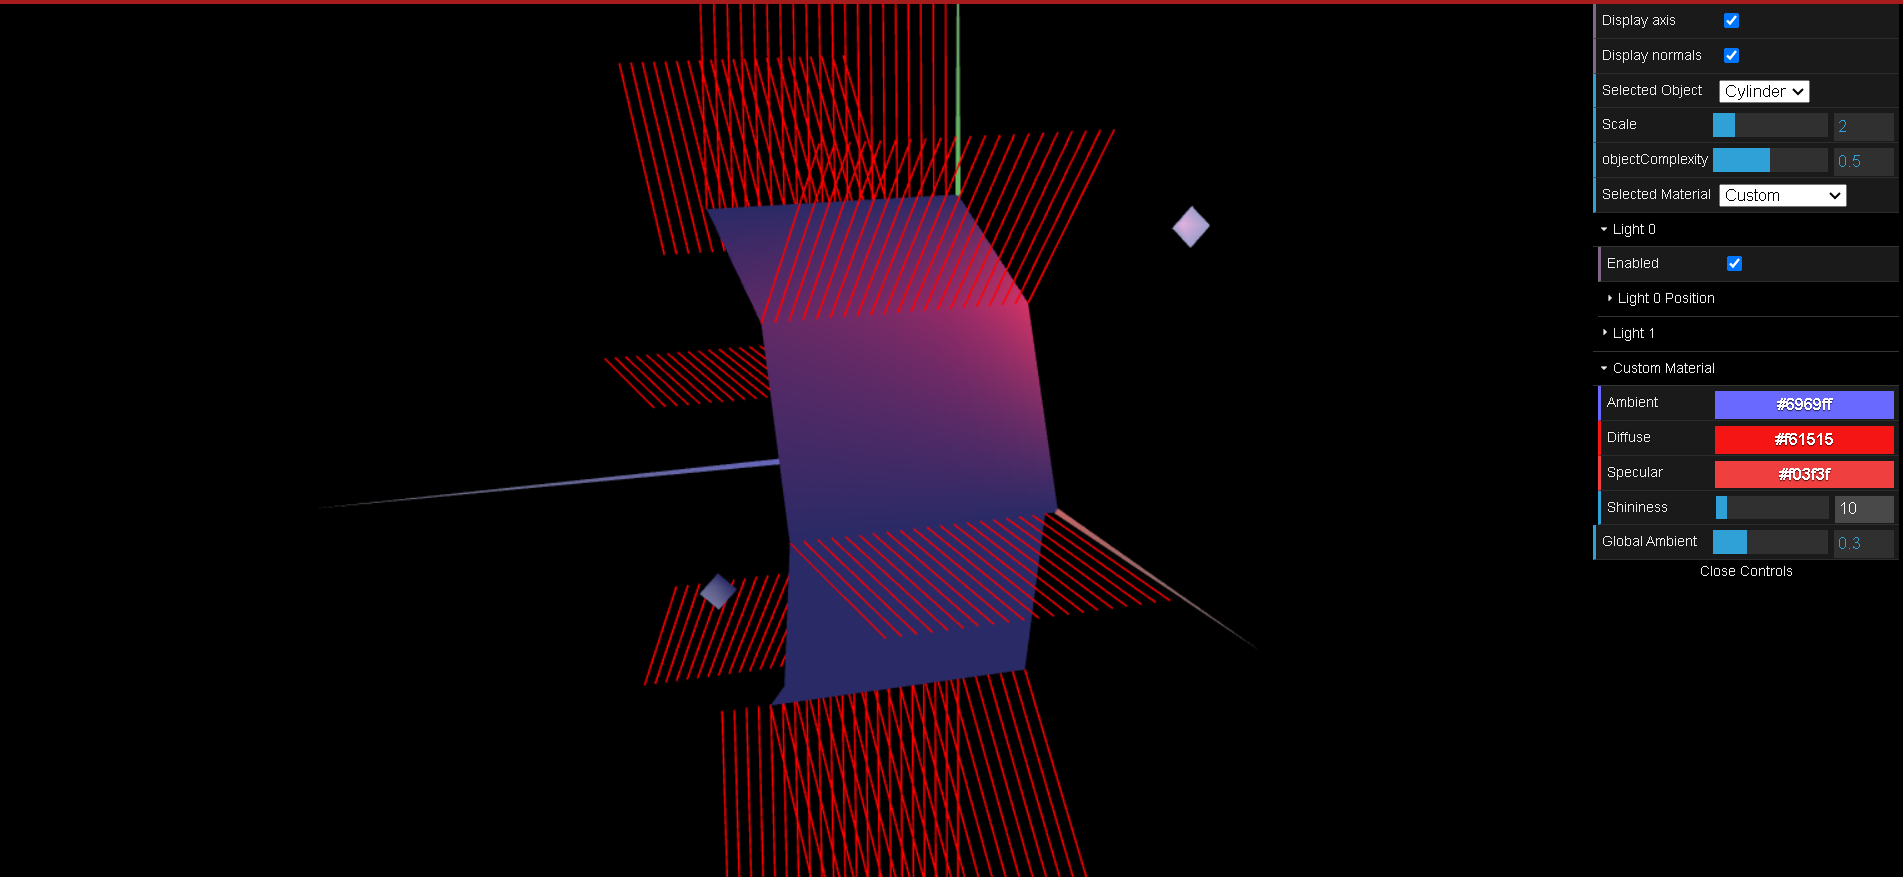 Display axis
Display normals
Selected Object Cylinder
Scale 2
objectComplexity 0.5
Selected Material Custom
Light 0
Enabled
Light 0 Position
Light 1
Custom Material
Ambient #6969ff
Diffuse #f61515
Specular #f03f3f
Shininess 10
Global Ambient 0.3
Close Controls